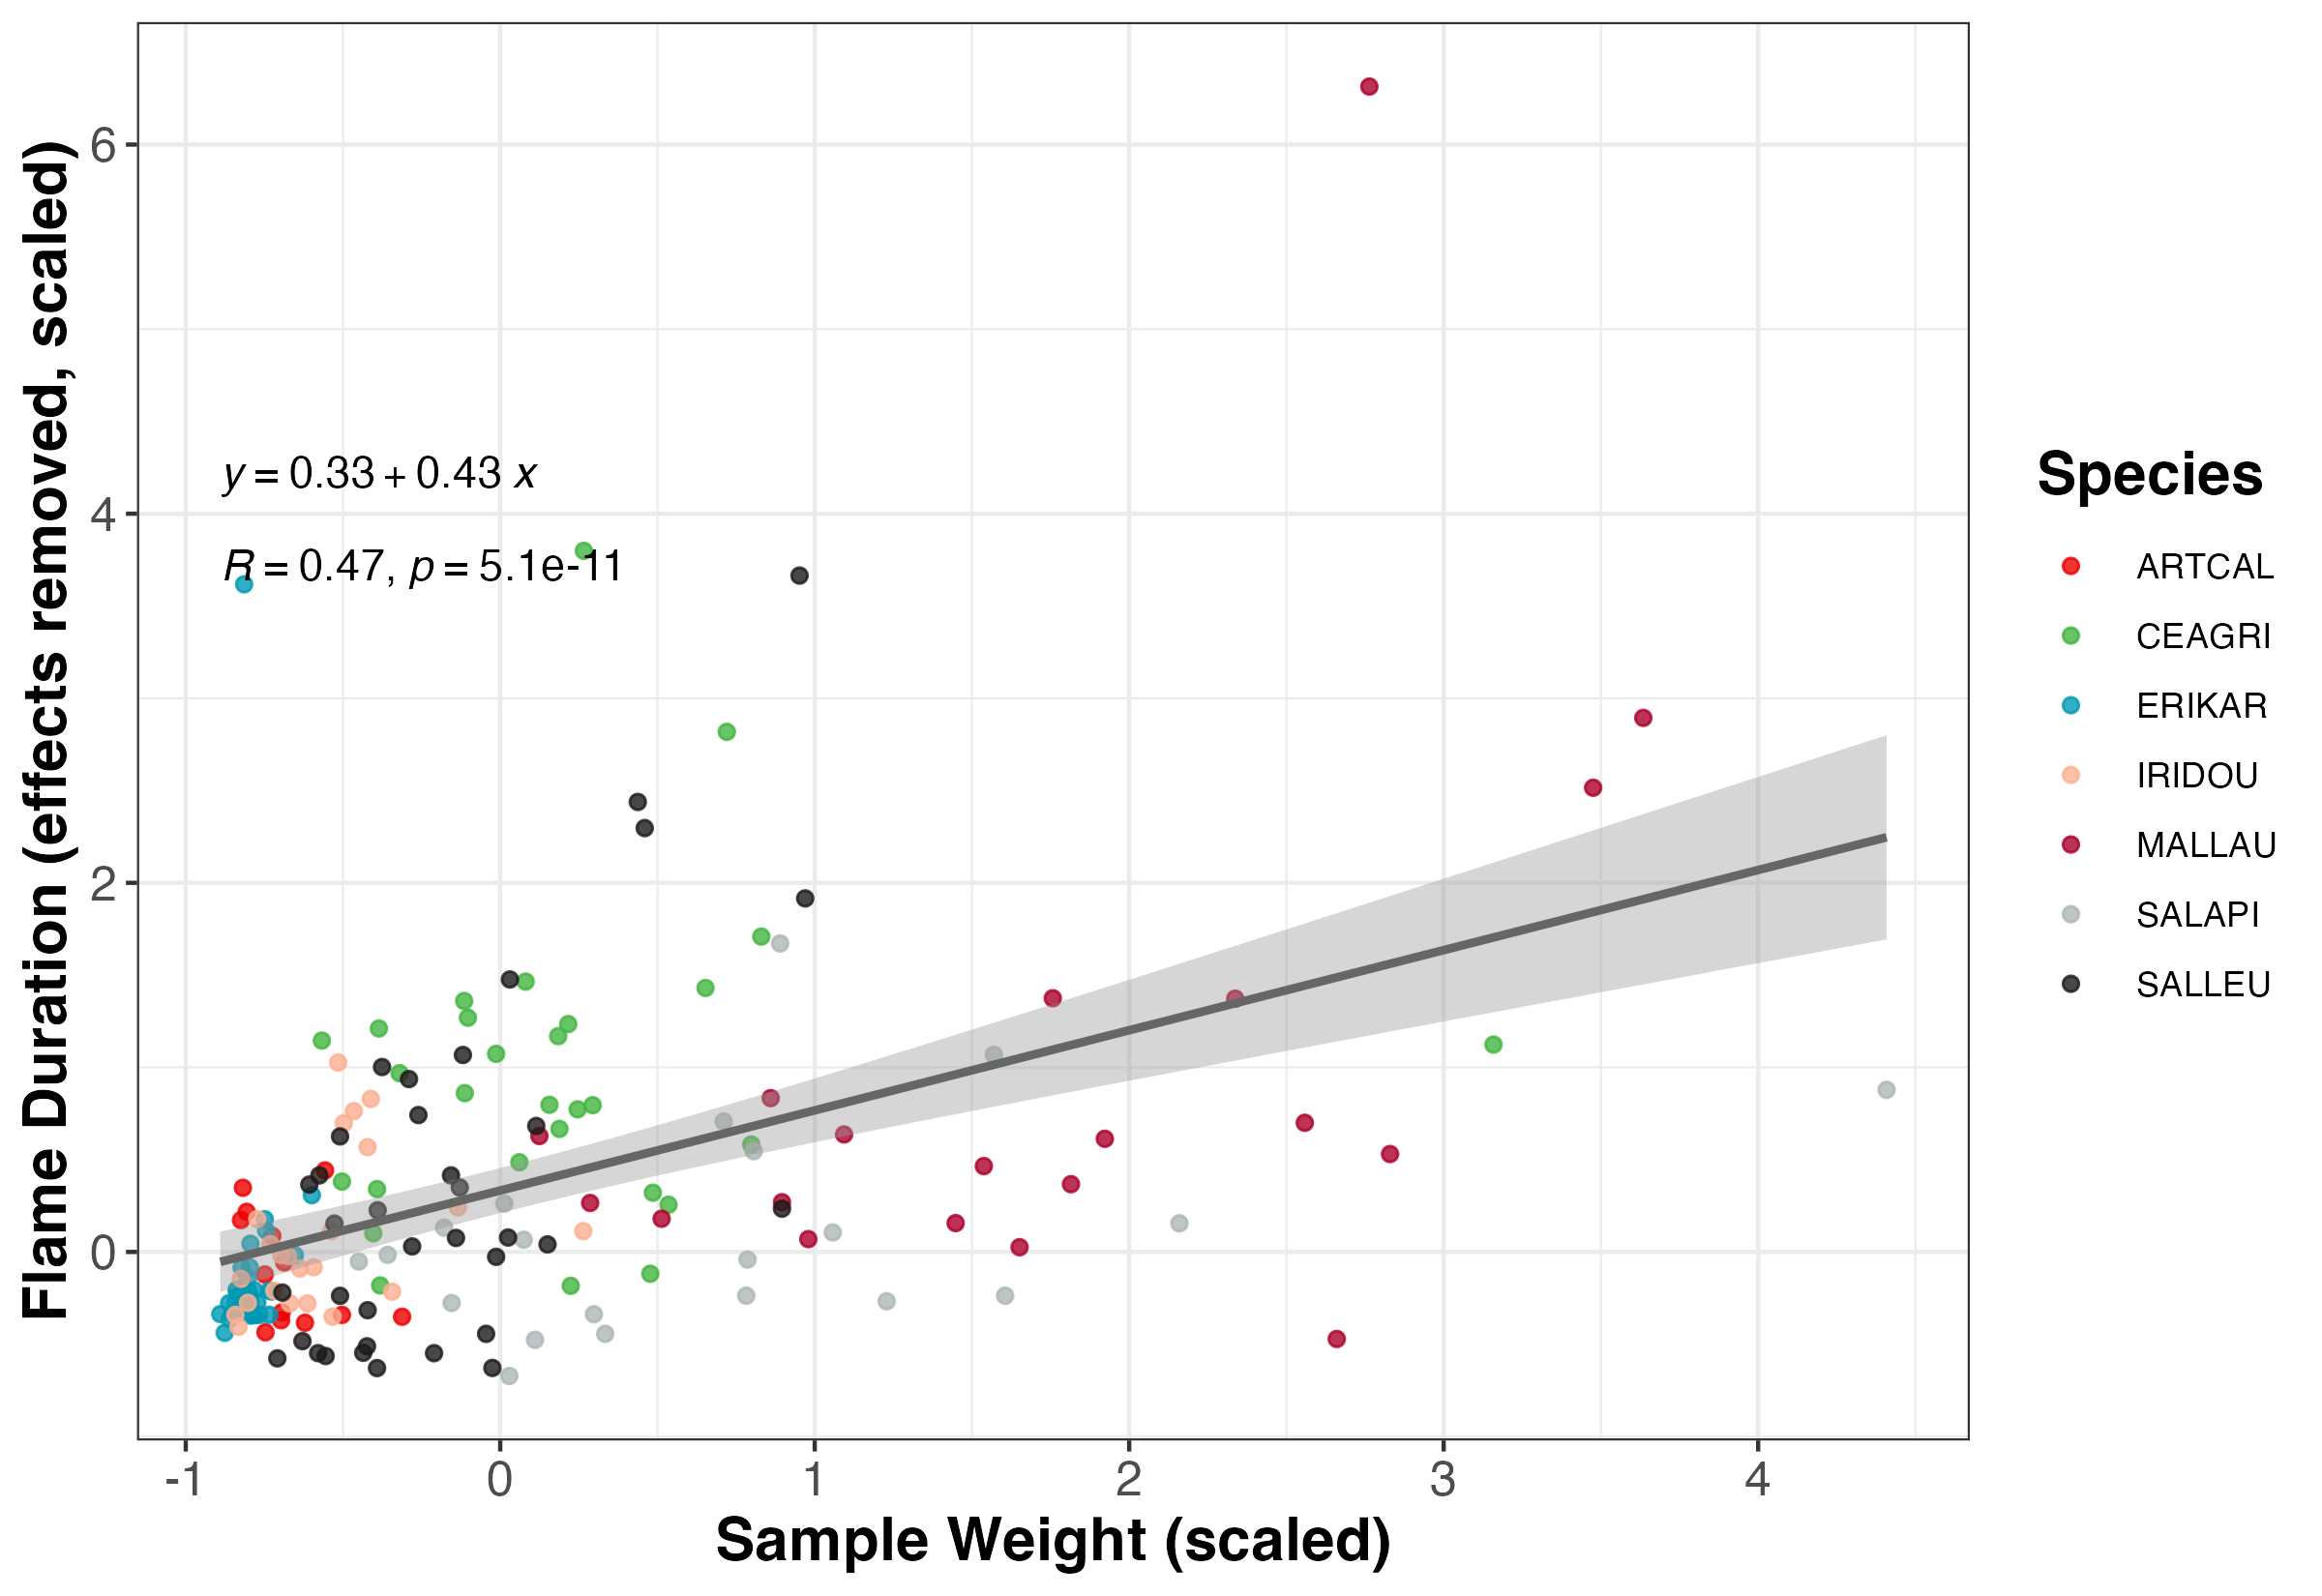 Flame Duration (effects removed, scaled)
6
4
2
0
y = 0.33 + 0.43 x
R = 0.47, p = 5.1e-11
-1 0 1 2 3 4
Sample Weight (scaled)
Species
ARTCAL
CEAGRI
ERIKAR
IRIDOU
MALLAU
SALAPI
SALLEU